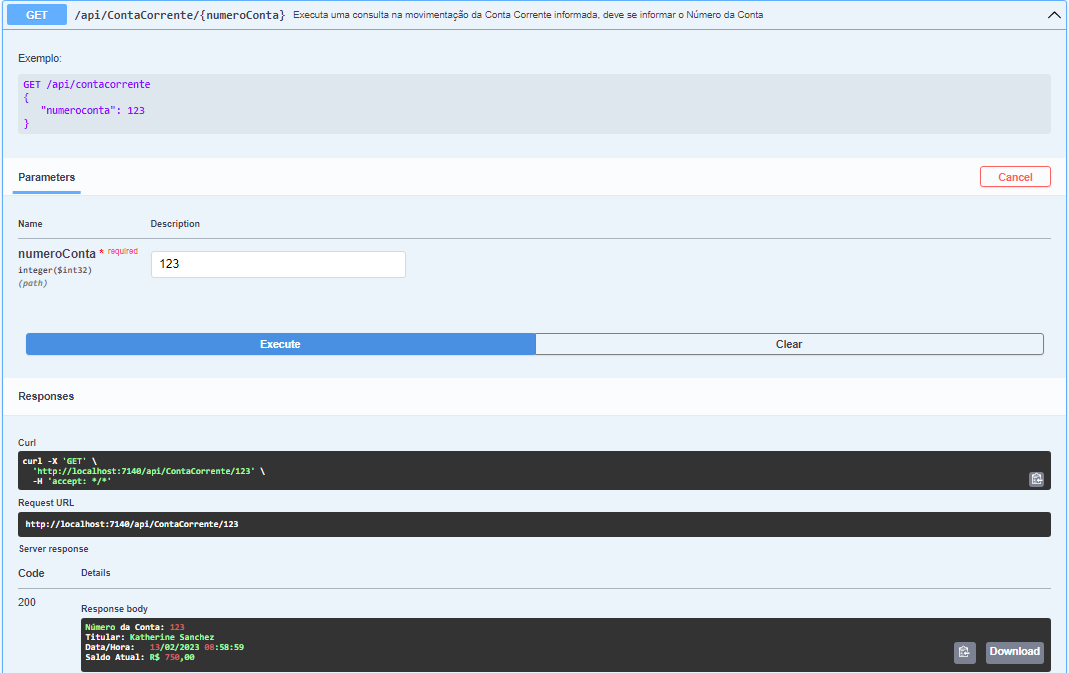 GET /api/ContaCorrente/{numeroConta} Executa uma consulta na movimentação da Conta Corrente informada, deve se informar o Número da Conta
Exemplo:
GET /api/contacorrente
{
"numeroconta": 123
}
Parameters
Cancel
Name Description
numeroConta * required
integer($int32)
(path)
123
Execute Clear
Responses
Curl
curl -X 'GET' \
'http://localhost:7140/api/ContaCorrente/123' \
-H 'accept: */*'
Request URL
http://localhost:7140/api/ContaCorrente/123
Server response
Code Details
200
Response body
Número da Conta: 123
Titular: Katherine Sanchez
Data/Hora: 13/02/2023 08:58:59
Saldo Atual: R$ 750,00
Download